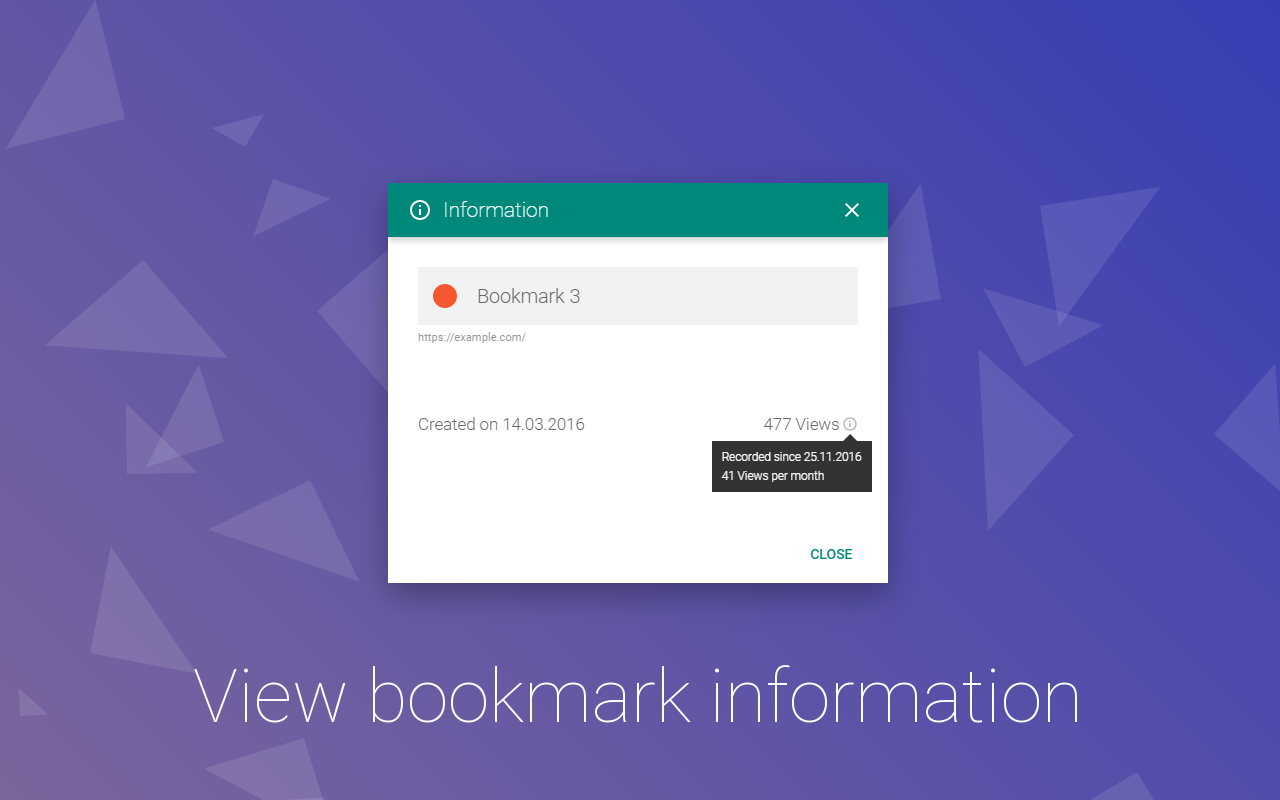 Information
Bookmark 3
https://example.com/
Created on 14.03.2016
477 Views
Recorded since 25.11.2016
41 Views per month
CLOSE
View bookmark information